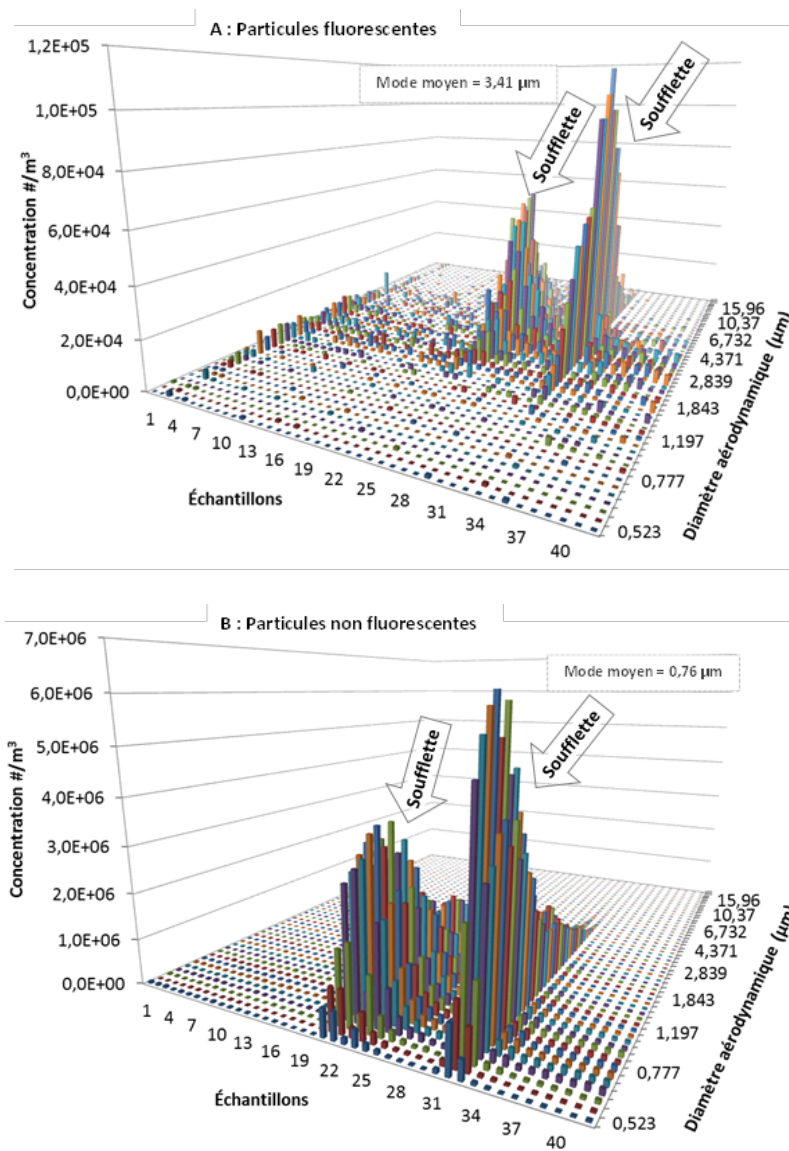 A : Particules fluorescentes
1,2E+05
Mode moyen = 3,41 µm
Soufflette
Soufflette
1,0E+05
8,0E+04
6,0E+04
4,0E+04
2,0E+04
0,0E+00
Concentration #/m³
1 4 7 10 13 16 19 22 25 28 31 34 37 40
Échantillons
15,96
10,37
6,732
4,371
2,839
1,843
1,197
0,777
0,523
Diamètre aérodynamique (µm)
B : Particules non fluorescentes
7,0E+06
Mode moyen = 0,76 µm
Soufflette
Soufflette
6,0E+06
5,0E+06
4,0E+06
3,0E+06
2,0E+06
1,0E+06
0,0E+00
Concentration #/m³
1 4 7 10 13 16 19 22 25 28 31 34 37 40
Échantillons
15,96
10,37
6,732
4,371
2,839
1,843
1,197
0,777
0,523
Diamètre aérodynamique (µm)